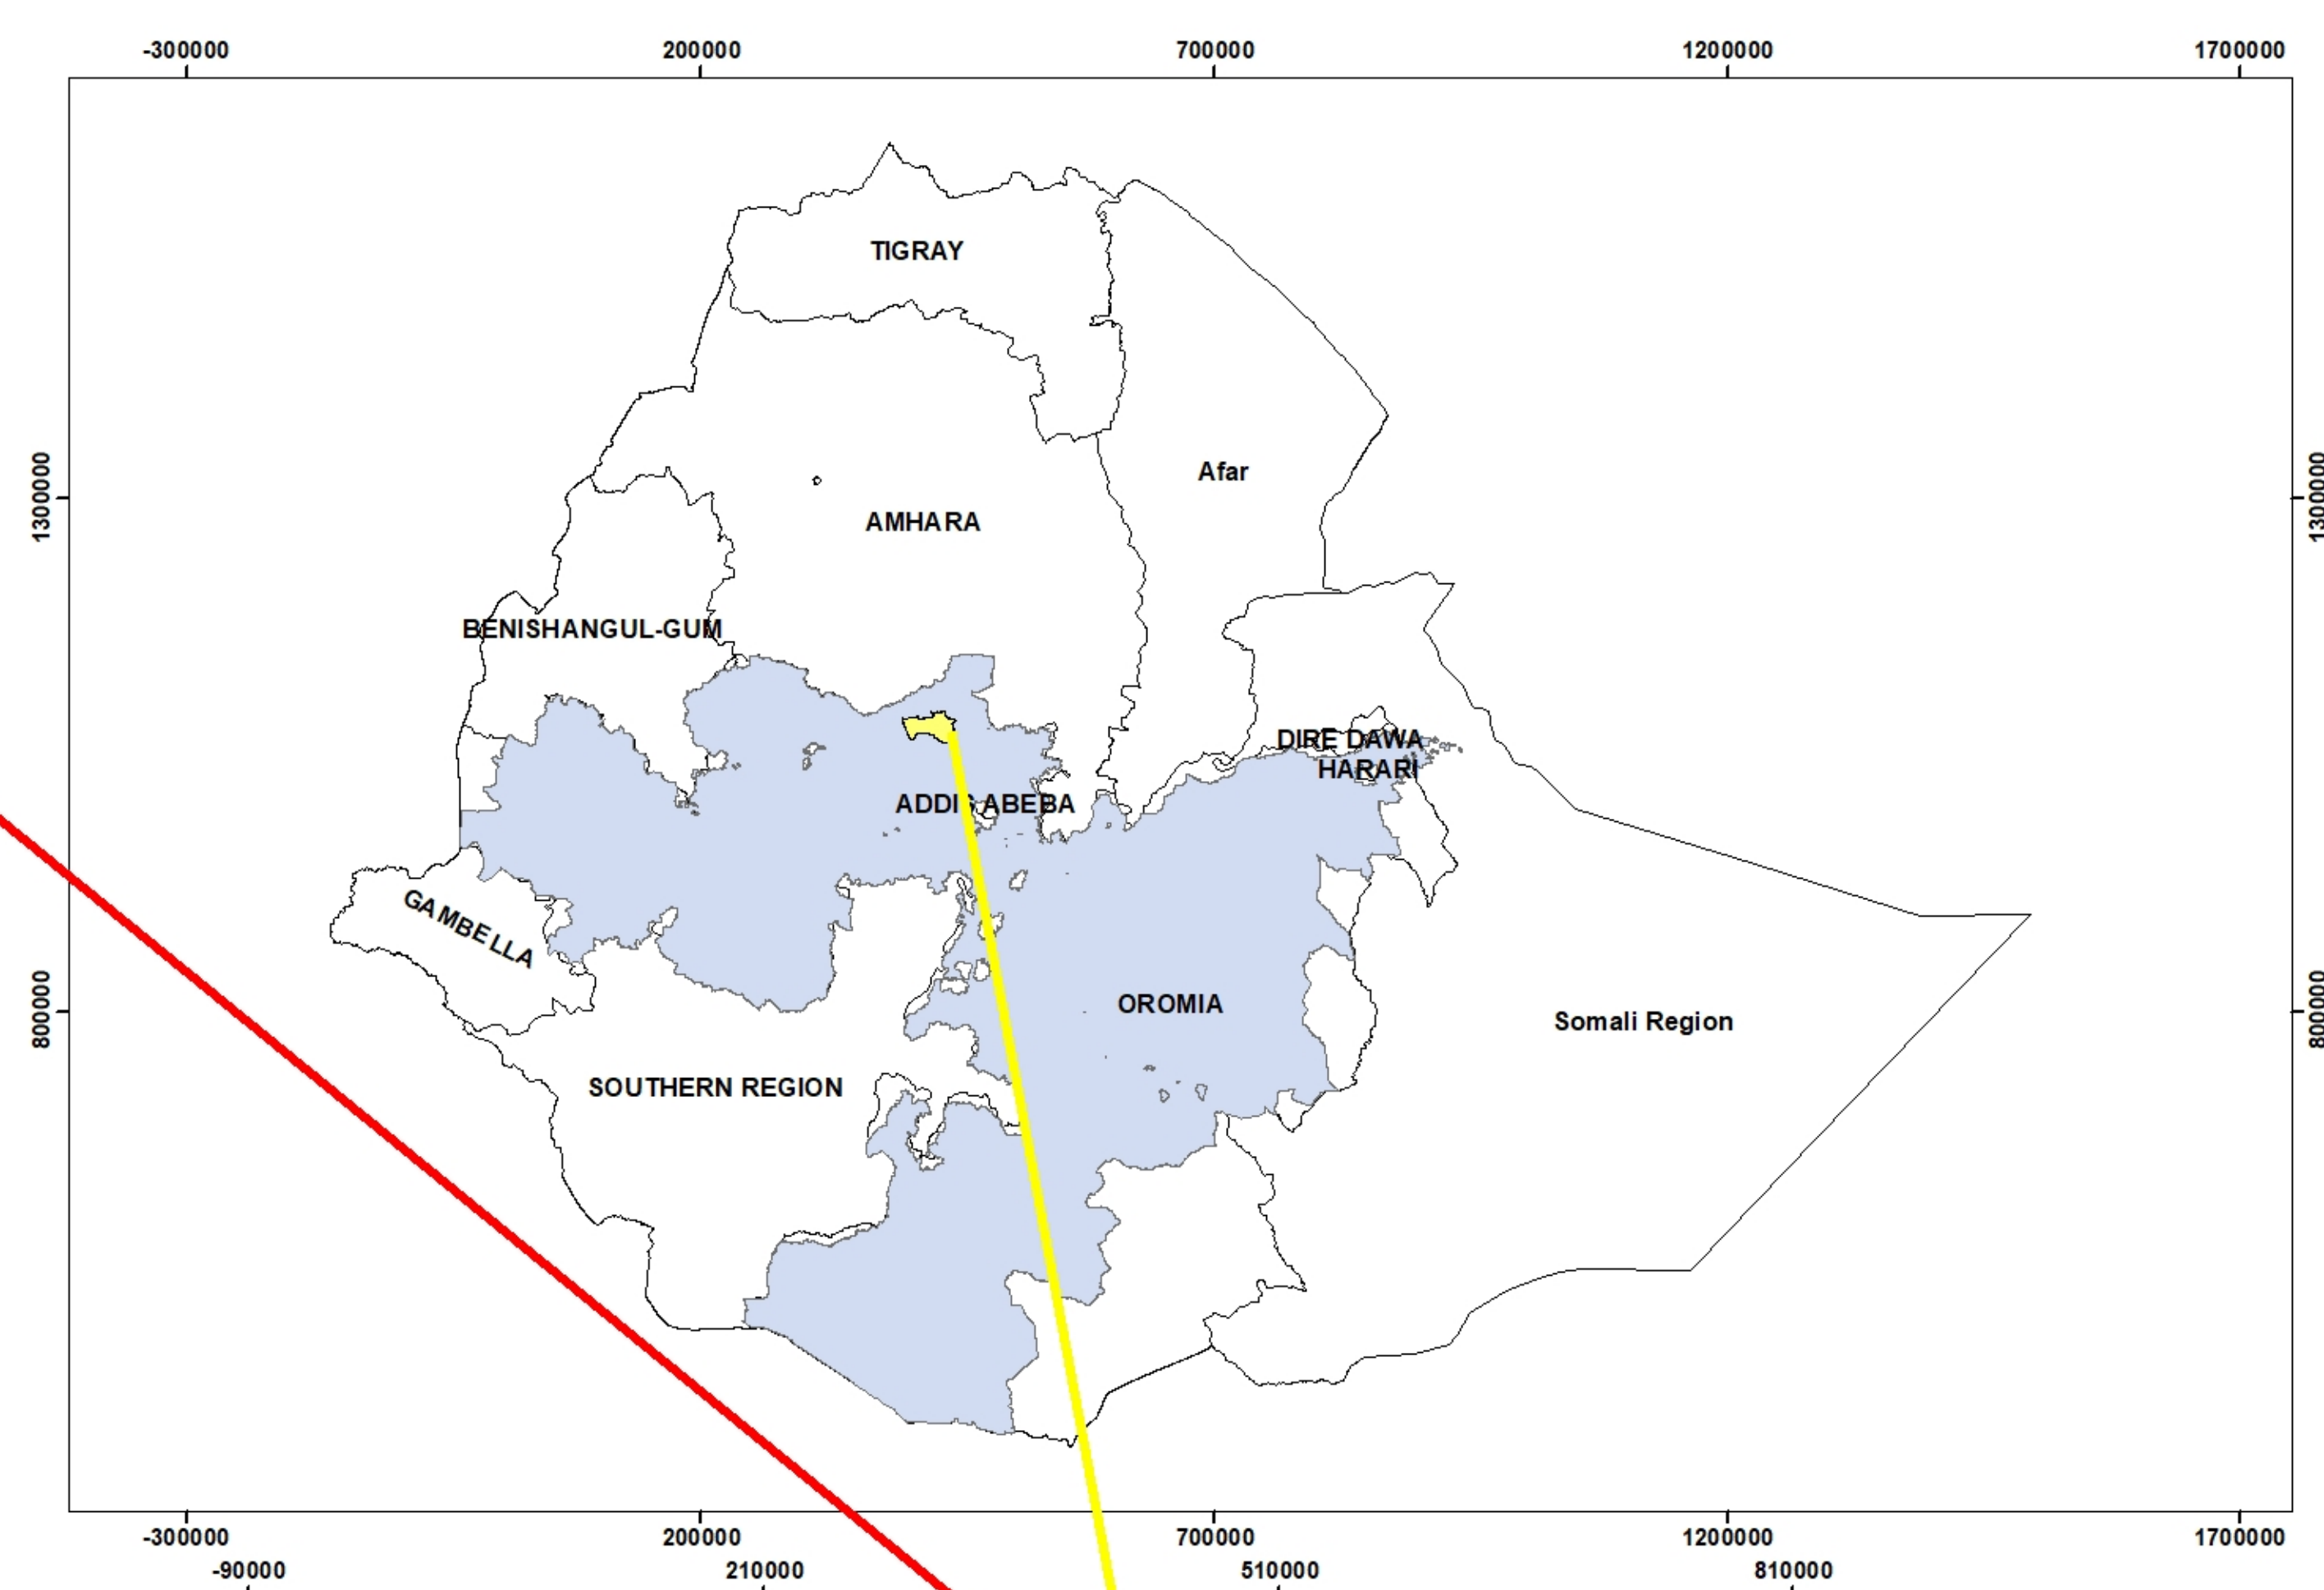 -300000 200000 700000 1200000 1700000
TIGRAY
Afar
1300000 1300000
AMHARA
BENISHANGUL-GUM
DIRE DAWA
HARARI
ADDIS ABEBA
GAMBELLA
OROMIA
800000
Somali Region
SOUTHERN REGION
-300000 200000 700000 1200000 1700000
-90000 210000 510000 810000